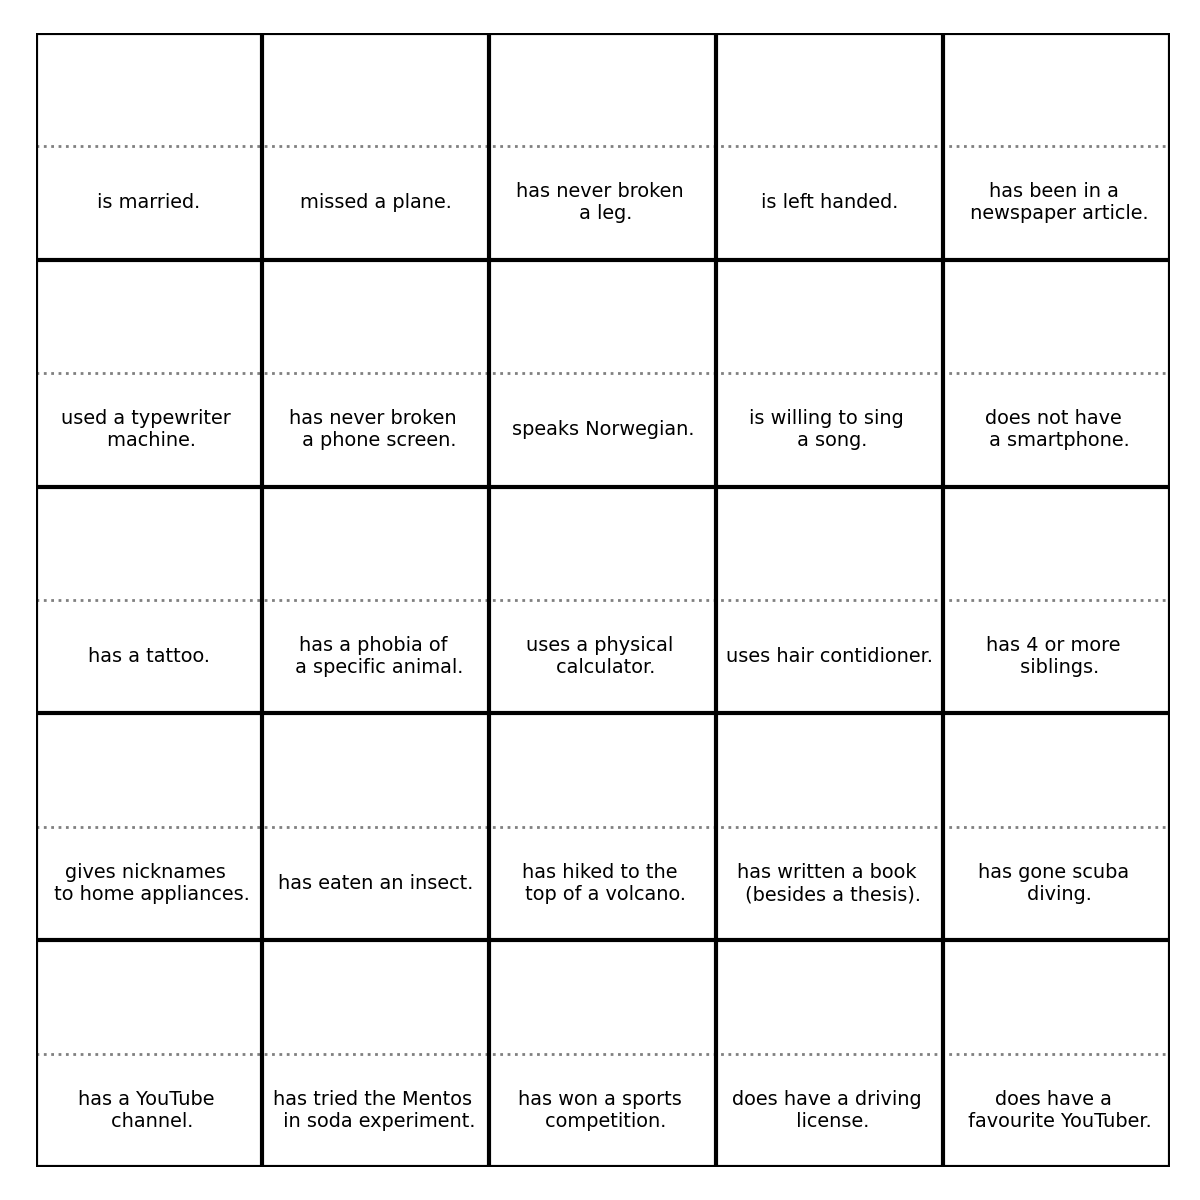 is married.
missed a plane.
has never broken
a leg.
is left handed.
has been in a
newspaper article.
used a typewriter
machine.
has never broken
a phone screen.
speaks Norwegian.
is willing to sing
a song.
does not have
a smartphone.
has a tattoo.
has a phobia of
a specific animal.
uses a physical
calculator.
uses hair contidioner.
has 4 or more
siblings.
gives nicknames
to home appliances.
has eaten an insect.
has hiked to the
top of a volcano.
has written a book
(besides a thesis).
has gone scuba
diving.
has a YouTube
channel.
has tried the Mentos
in soda experiment.
has won a sports
competition.
does have a driving
license.
does have a
favourite YouTuber.